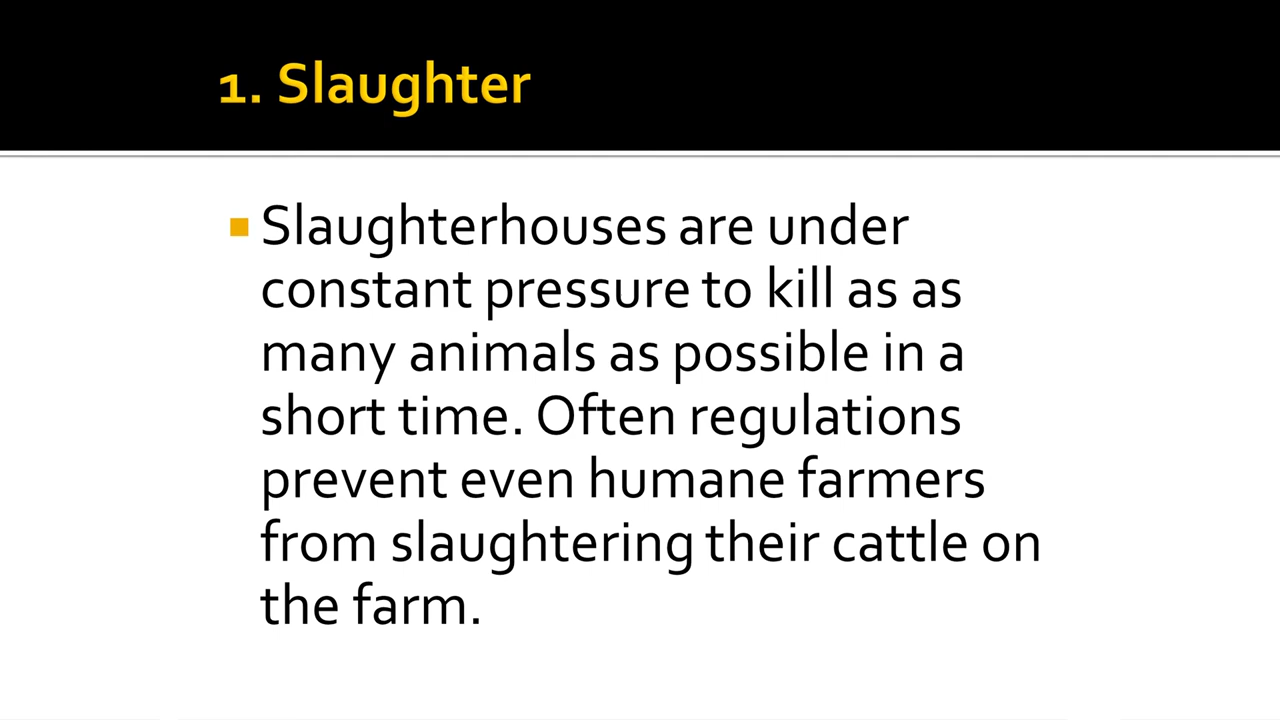 1. Slaughter
Slaughterhouses are under
constant pressure to kill as as
many animals as possible in a
short time. Often regulations
prevent even humane farmers
from slaughtering their cattle on
the farm.